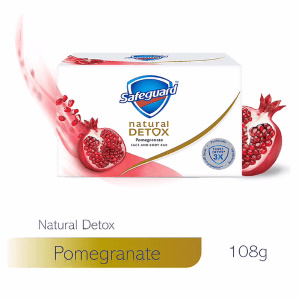 Safeguard
natural
DETOX
Pomegranate
FACE AND BODY BAR
3X
Natural Detox
Pomegranate
108g